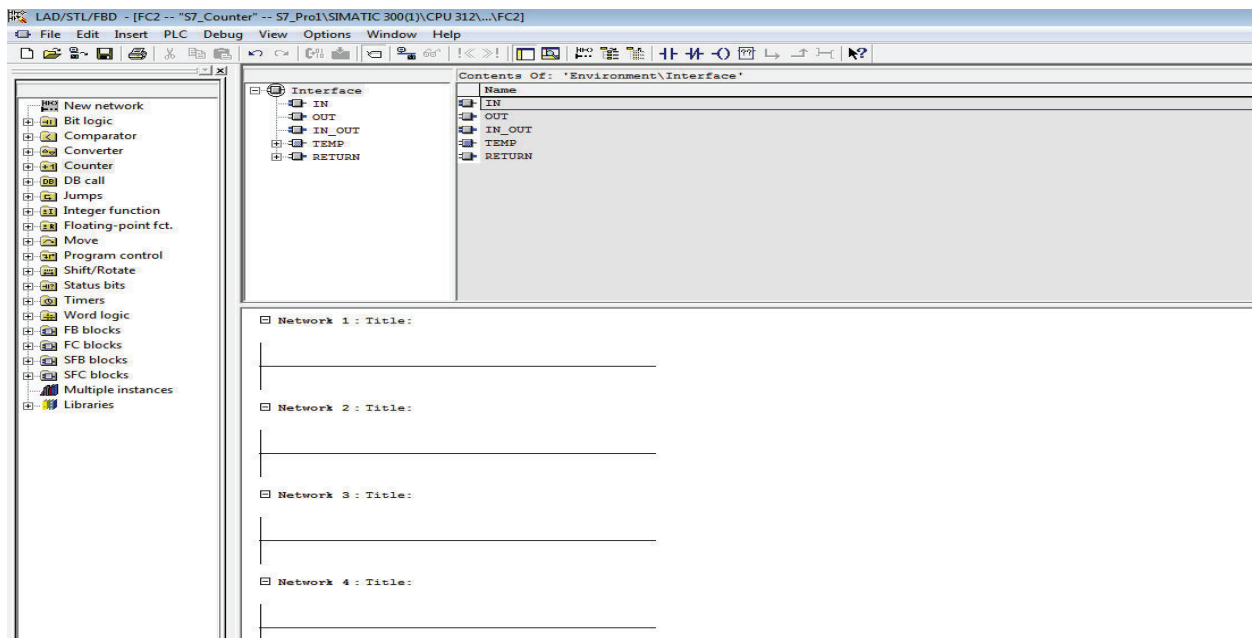 LAD/STL/FBD - [FC2 -- "S7_Counter" -- S7_Pro1\SIMATIC 300(1)\CPU 312\...\FC2]
File Edit Insert PLC Debug View Options Window Help
New network
Bit logic
Comparator
Converter
Counter
DB call
Jumps
Integer function
Floating-point fct.
Move
Program control
Shift/Rotate
Status bits
Timers
Word logic
FB blocks
FC blocks
SFB blocks
SFC blocks
Multiple instances
Libraries
Interface
IN
OUT
IN_OUT
TEMP
RETURN
Contents Of: 'Environment\Interface'
Name
IN
OUT
IN_OUT
TEMP
RETURN
Network 1 : Title:
Network 2 : Title:
Network 3 : Title:
Network 4 : Title: